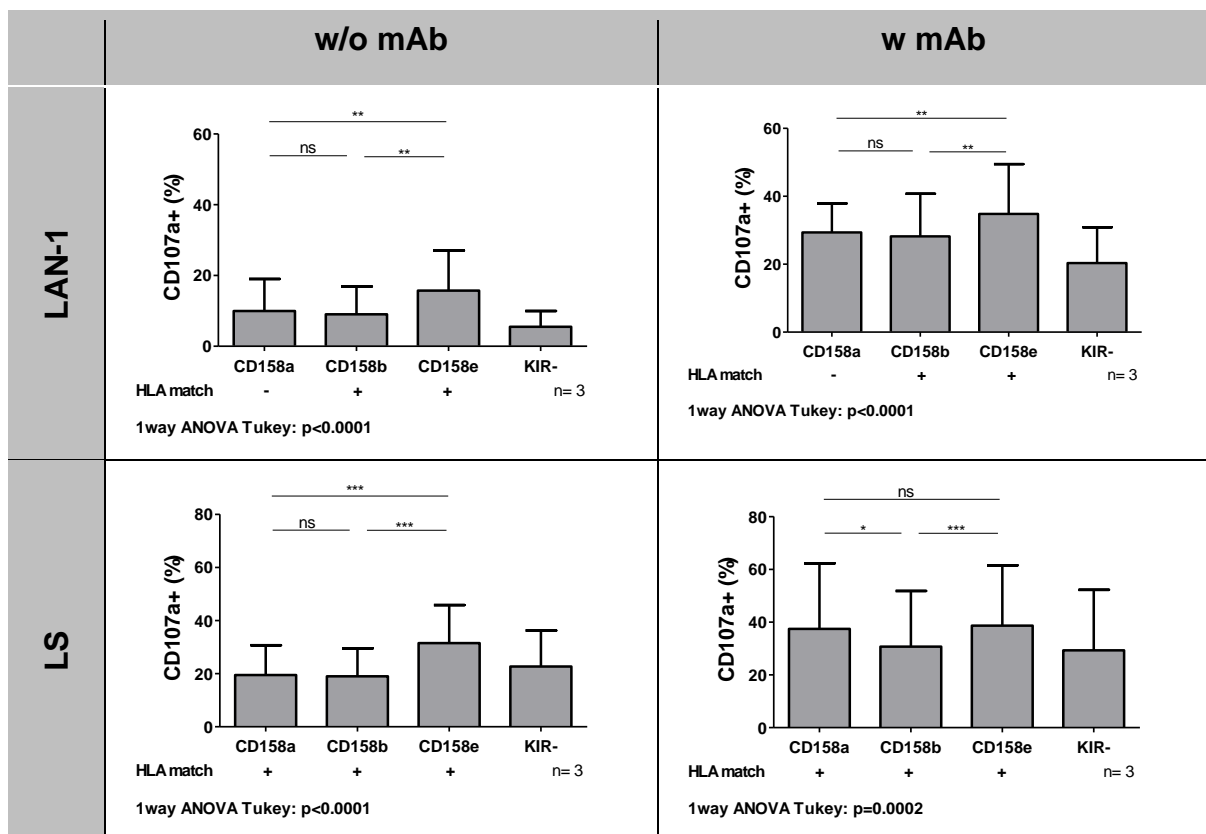 w/o mAb
w mAb
LAN-1
CD107a+ (%)
60
40
20
0
**
ns
**
CD158a CD158b CD158e KIR-
HLA match - + + n= 3
1way ANOVA Tukey: p<0.0001
CD107a+ (%)
60
40
20
0
**
ns
**
CD158a CD158b CD158e KIR-
HLA match - + + n= 3
1way ANOVA Tukey: p<0.0001
LS
CD107a+ (%)
80
60
40
20
0
***
ns
***
CD158a CD158b CD158e KIR-
HLA match + + + n= 3
1way ANOVA Tukey: p<0.0001
CD107a+ (%)
80
60
40
20
0
ns
*
***
CD158a CD158b CD158e KIR-
HLA match + + + n= 3
1way ANOVA Tukey: p=0.0002